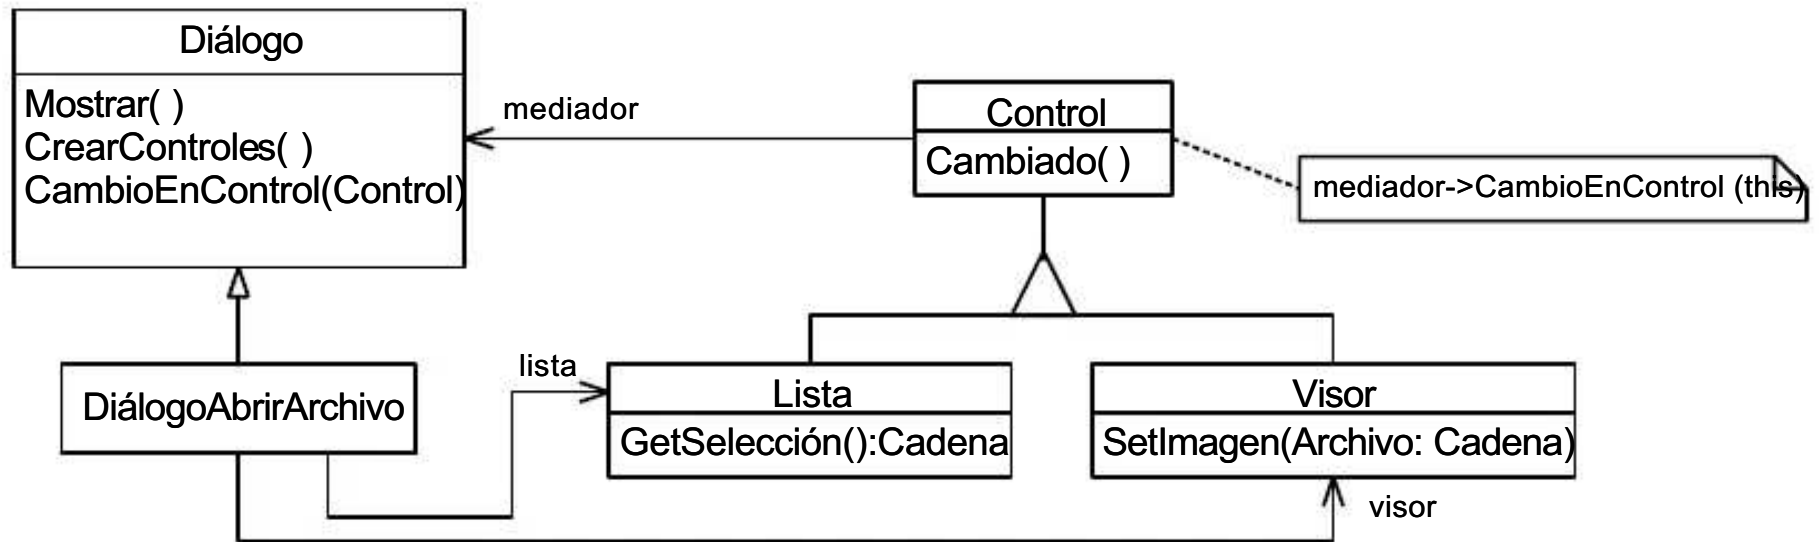 Diálogo
Mostrar( )
CrearControles( )
CambioEnControl(Control)
mediador
Control
Cambiado( )
mediador->CambioEnControl (this)
DiálogoAbrirArchivo
lista
Lista
GetSelección():Cadena
Visor
SetImagen(Archivo: Cadena)
visor